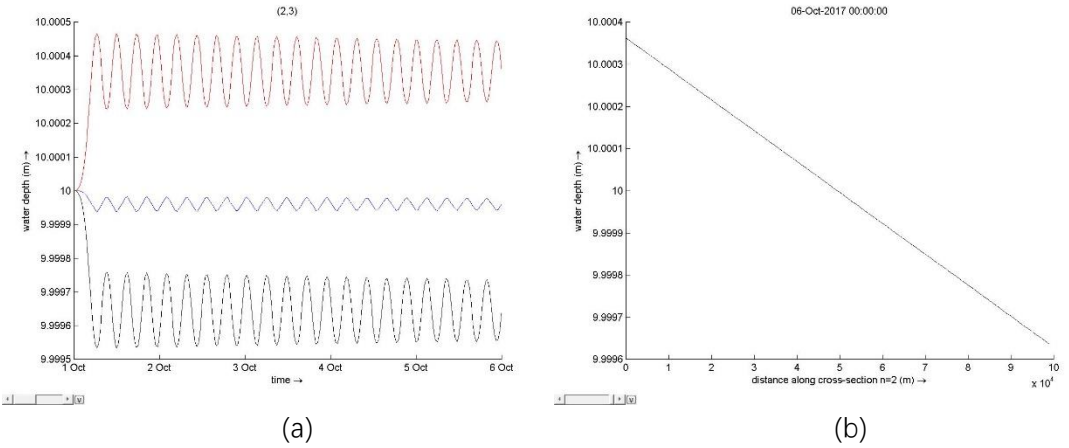 (2,3)
10.0005
10.0004
10.0003
10.0002
10.0001
10
9.9999
9.9998
9.9997
9.9996
9.9995
water depth (m) →
1 Oct 2 Oct 3 Oct 4 Oct 5 Oct 6 Oct
time →
v
(a)
06-Oct-2017 00:00:00
10.0004
10.0003
10.0002
10.0001
10
9.9999
9.9998
9.9997
9.9996
water depth (m) →
0 1 2 3 4 5 6 7 8 9 10
distance along cross-section n=2 (m) →
x 10⁴
v
(b)